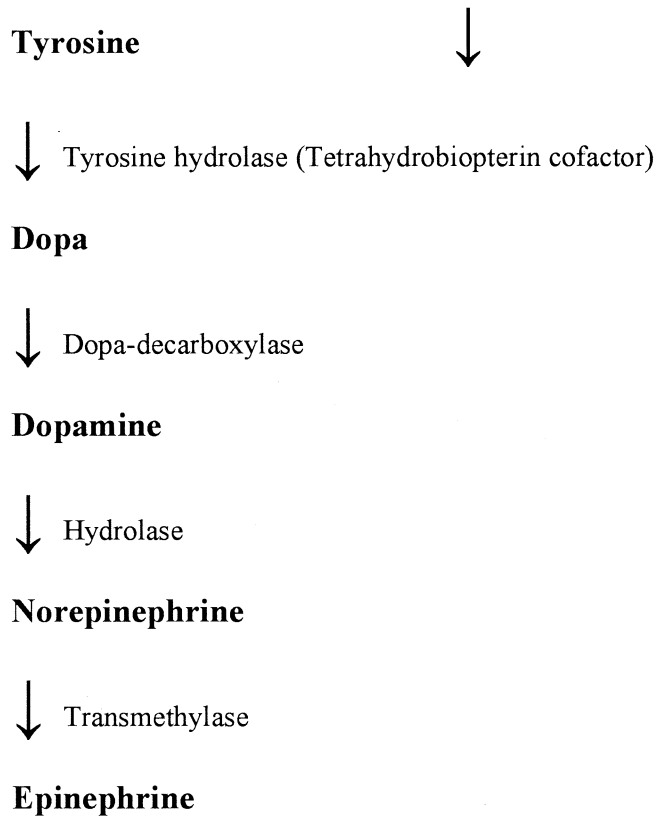 Tyrosine
Tyrosine hydrolase (Tetrahydrobiopterin cofactor)
Dopa
Dopa-decarboxylase
Dopamine
Hydrolase
Norepinephrine
Transmethylase
Epinephrine